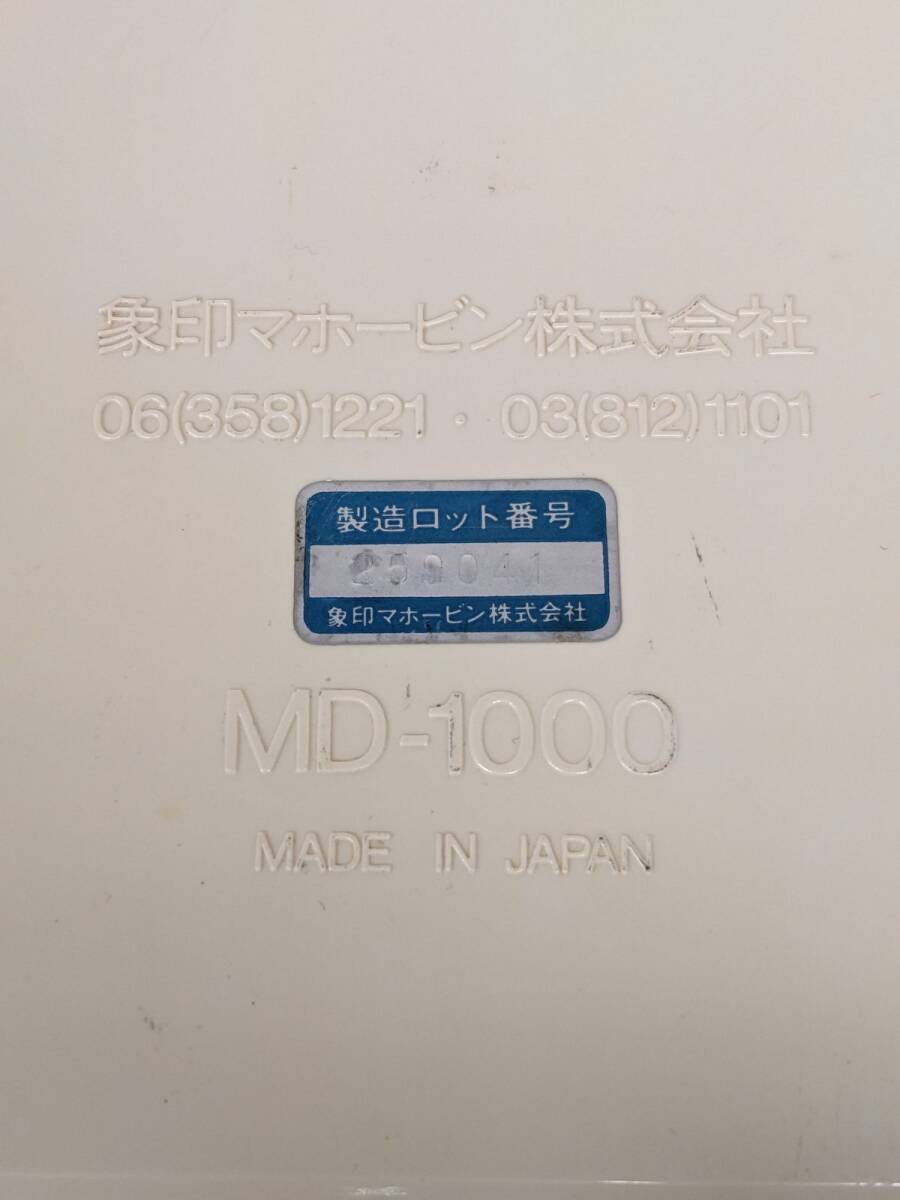 象印マホービン株式会社
06(358)1221・03(812)1101
製造ロット番号
259041
象印マホービン株式会社
MD-1000
MADE IN JAPAN